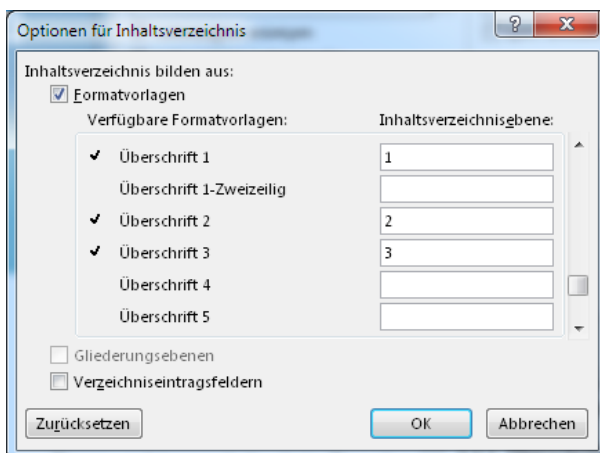 Optionen für Inhaltsverzeichnis
Inhaltsverzeichnis bilden aus:
Formatvorlagen
Verfügbare Formatvorlagen: Inhaltsverzeichnisebene:
Überschrift 1 1
Überschrift 1-Zweizeilig
Überschrift 2 2
Überschrift 3 3
Überschrift 4
Überschrift 5
Gliederungsebenen
Verzeichniseintragsfeldern
Zurücksetzen OK Abbrechen